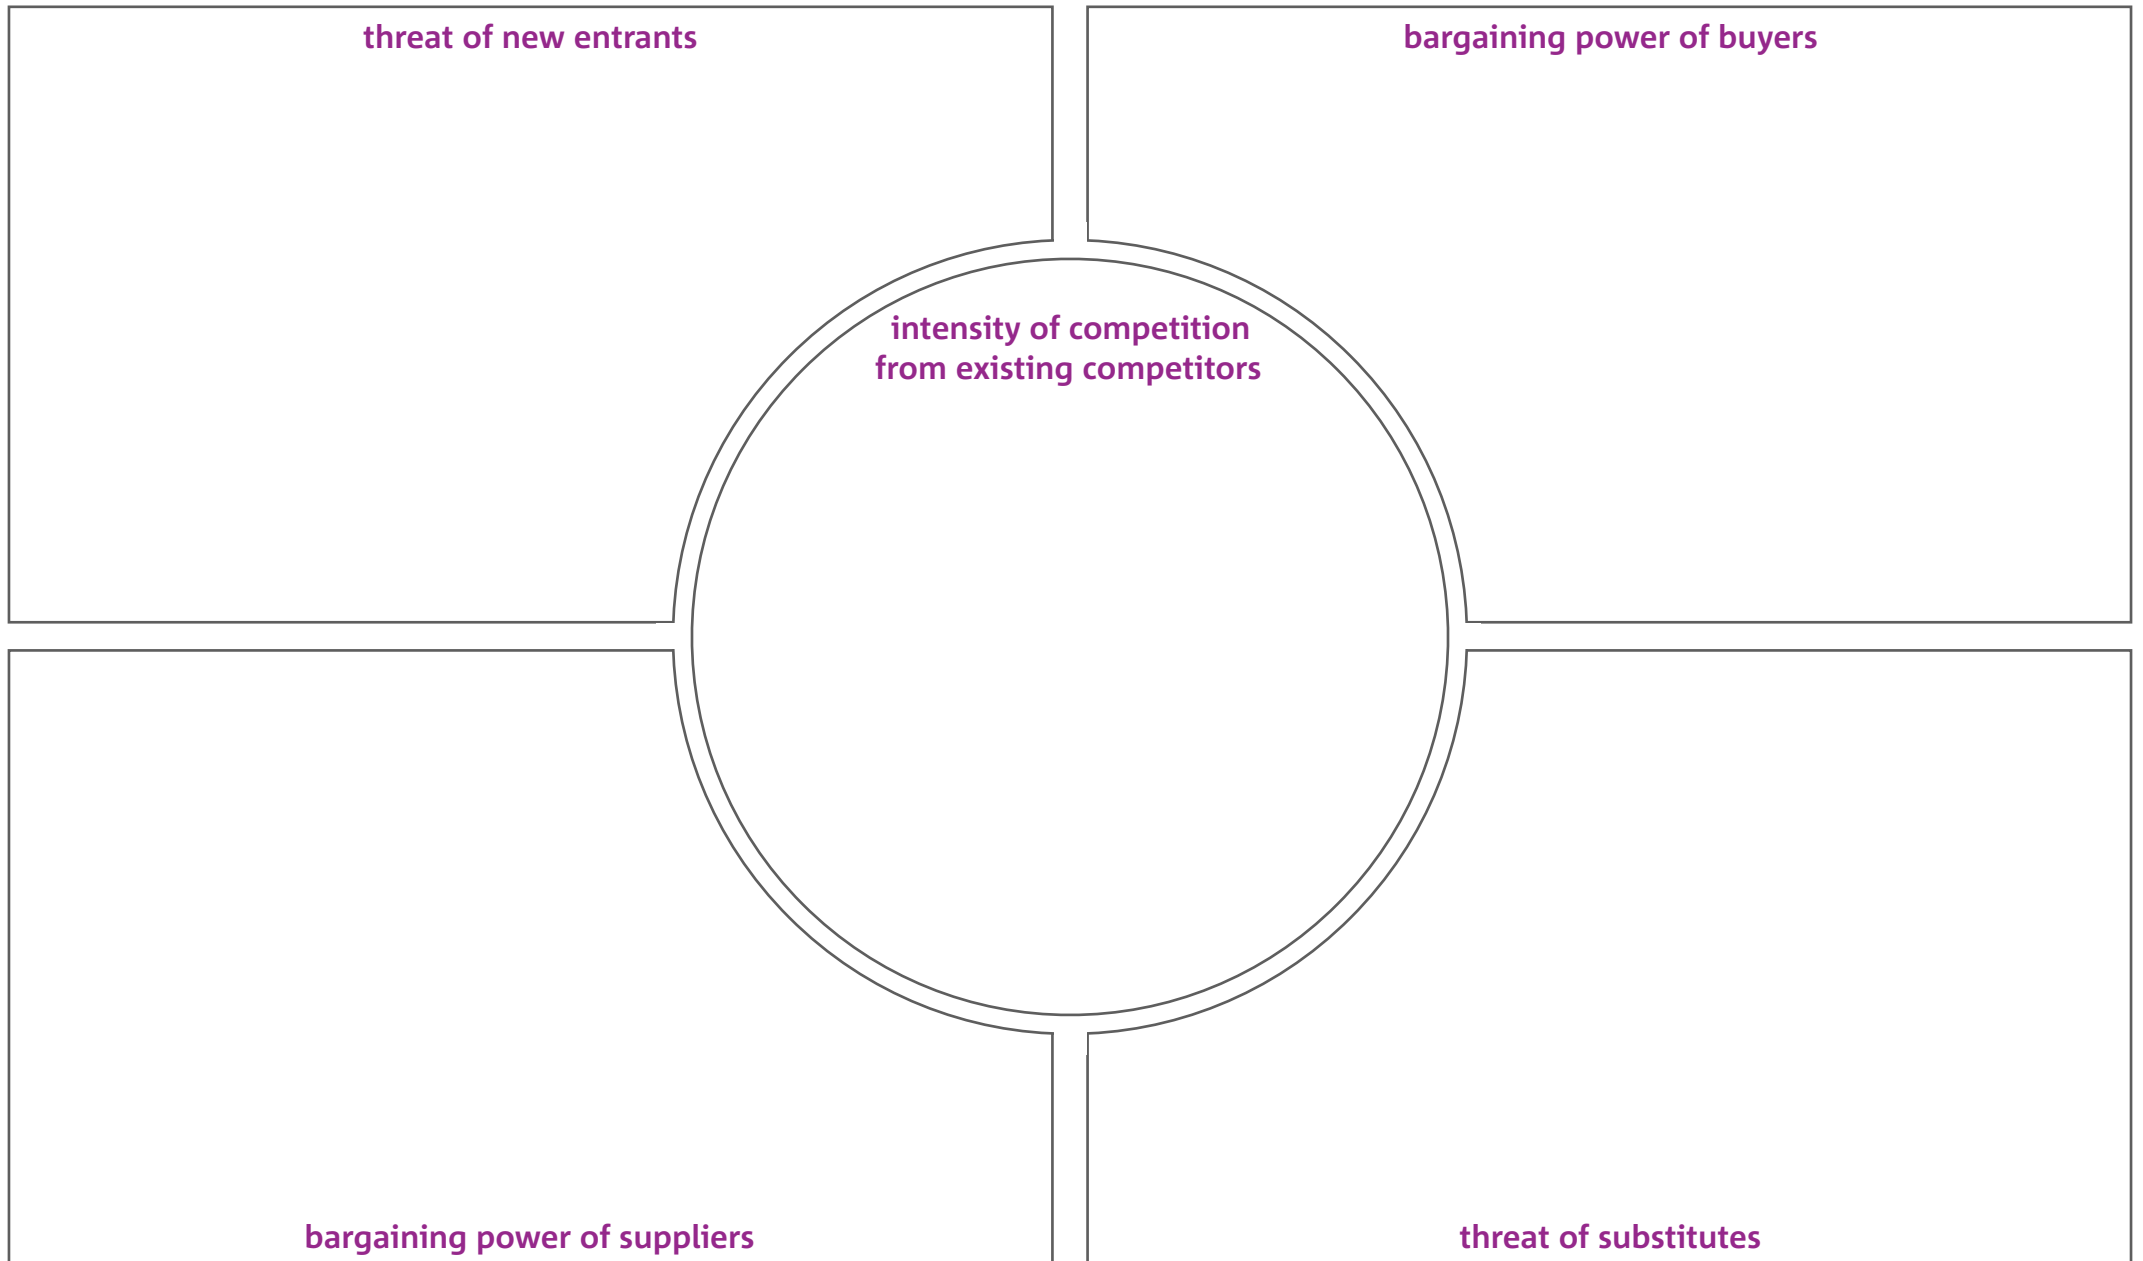 threat of new entrants
bargaining power of buyers
intensity of competition
from existing competitors
bargaining power of suppliers
threat of substitutes